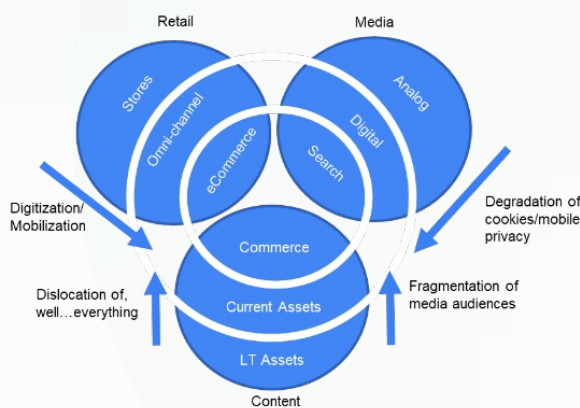 Retail
Media
Stores
Omni-channel
eCommerce
Analog
Digital
Search
Digitization/
Mobilization
Degradation of
cookies/mobile
privacy
Commerce
Dislocation of,
well...everything
Current Assets
Fragmentation of
media audiences
LT Assets
Content